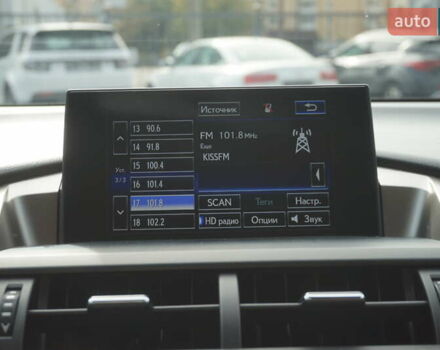 auto
Источник
13 90.6
14 91.8
15 100.4
16 101.4
17 101.8
18 102.2
Уст.
3/3
FM 101.8 MHz
KISSFM
SCAN
Теги
Настр.
HD радио
Опции
Звук